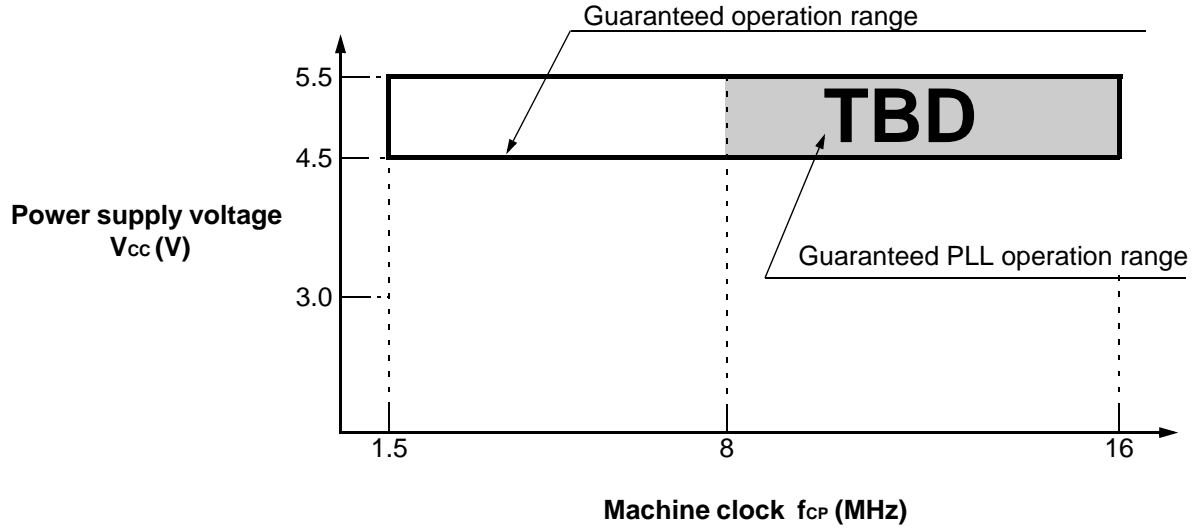 Guaranteed operation range
5.5
TBD
4.5
Power supply voltage
VCC (V)
Guaranteed PLL operation range
3.0
1.5 8 16
Machine clock fCP (MHz)